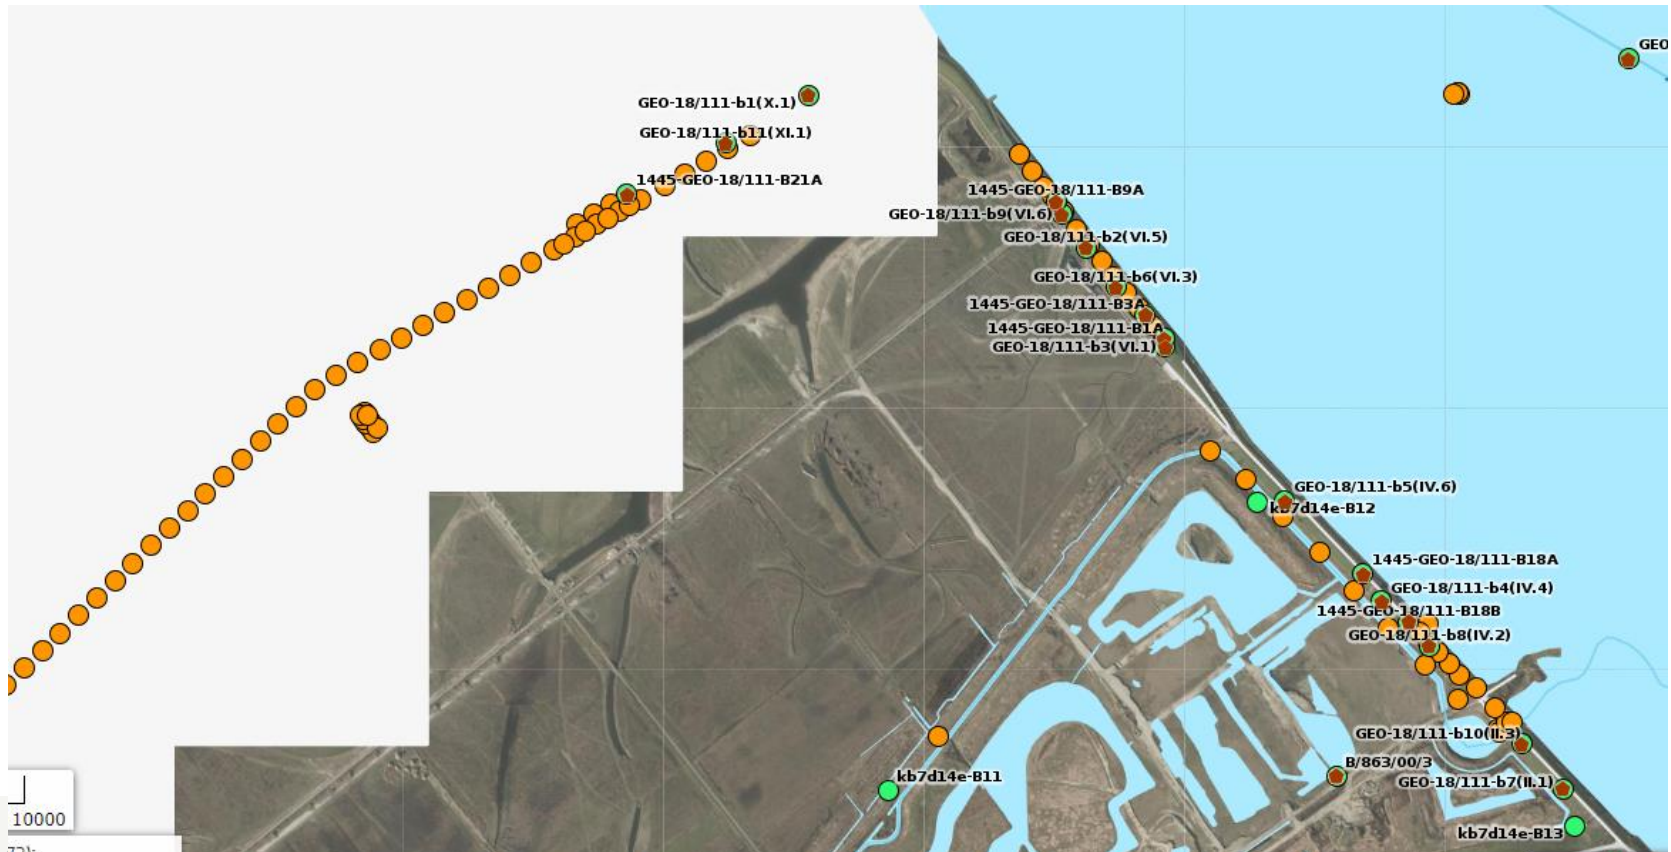 GEO
GEO-18/111-b1(X.1)
GEO-18/111-b11(XI.1)
1445-GEO-18/111-B21A
1445-GEO-18/111-B9A
GEO-18/111-b9(VI.6)
GEO-18/111-b2(VI.5)
GEO-18/111-b6(VI.3)
1445-GEO-18/111-B3A
1445-GEO-18/111-B1A
GEO-18/111-b3(VI.1)
GEO-18/111-b5(IV.6)
kb7d14e-B12
1445-GEO-18/111-B18A
GEO-18/111-b4(IV.4)
1445-GEO-18/111-B18B
GEO-18/111-b8(IV.2)
GEO-18/111-b10(II.3)
B/863/00/3
kb7d14e-B11
GEO-18/111-b7(II.1)
10000
kb7d14e-B13